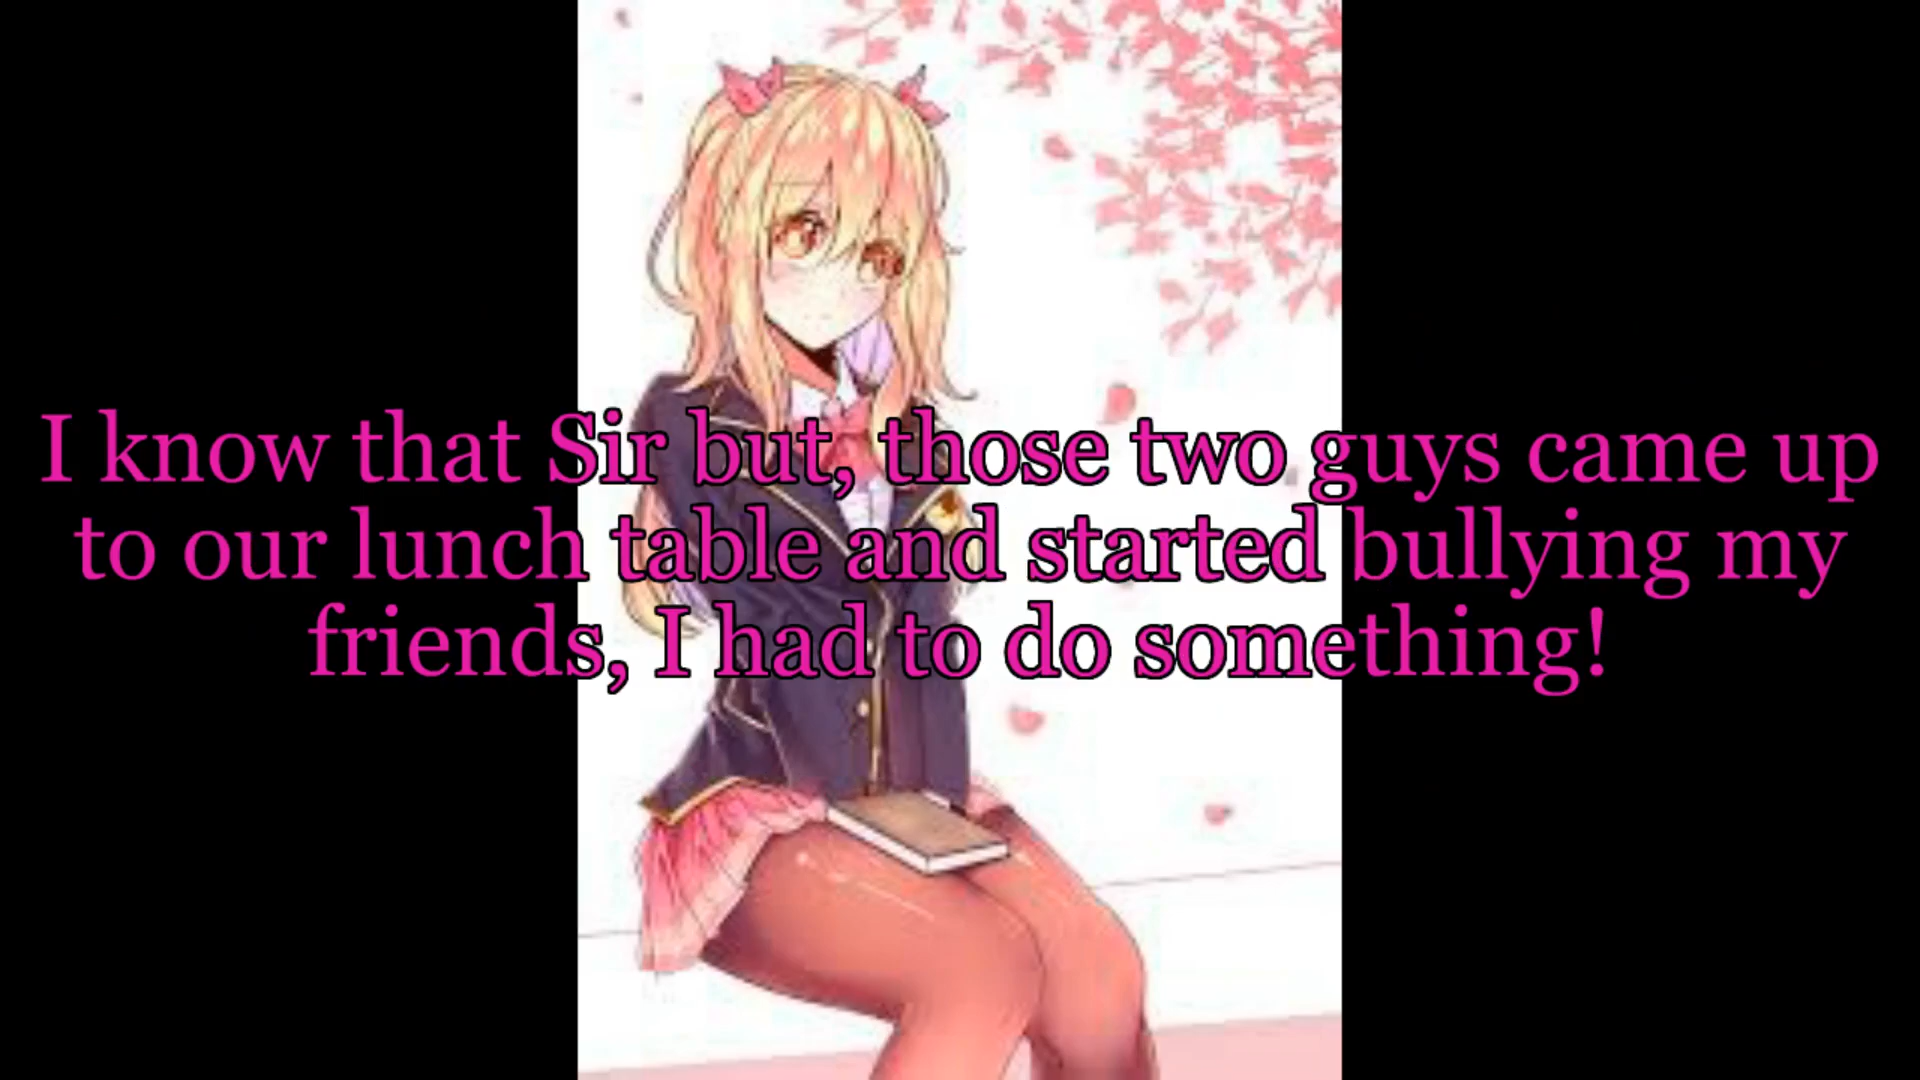 I know that Sir but, those two guys came up
to our lunch table and started bullying my
friends, I had to do something!